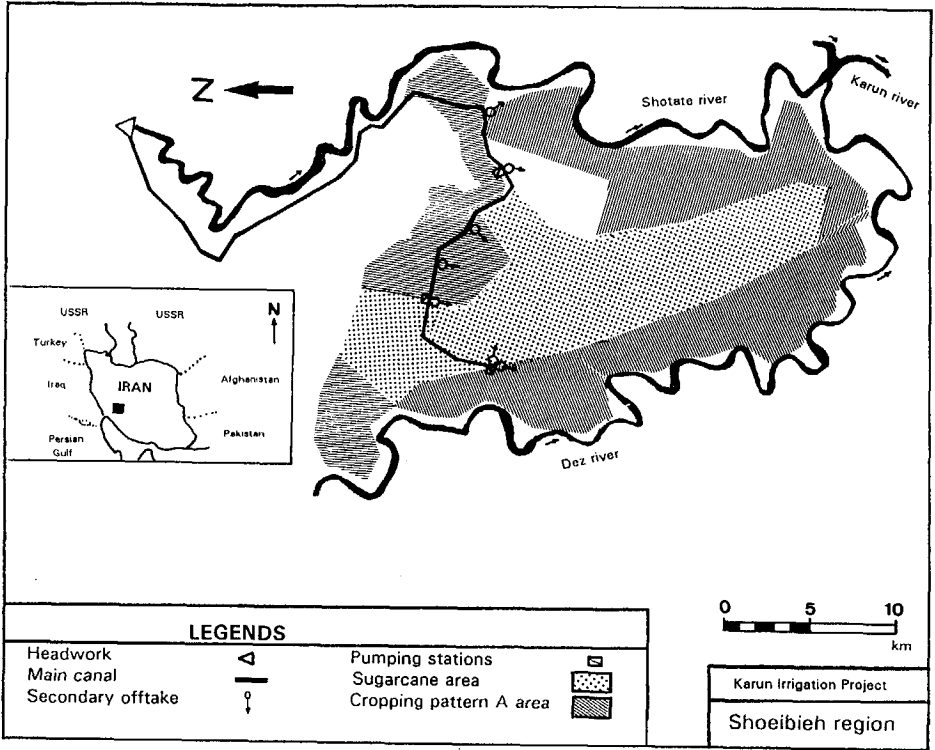 Z
Shotate river
Karun river
USSR
USSR
N
Turkey
Iraq
IRAN
Afghanistan
Persian
Gulf
Pakistan
Dez river
0 5 10
km
LEGENDS
Headwork
Main canal
Secondary offtake
Pumping stations
Sugarcane area
Cropping pattern A area
Karun Irrigation Project
Shoeibieh region